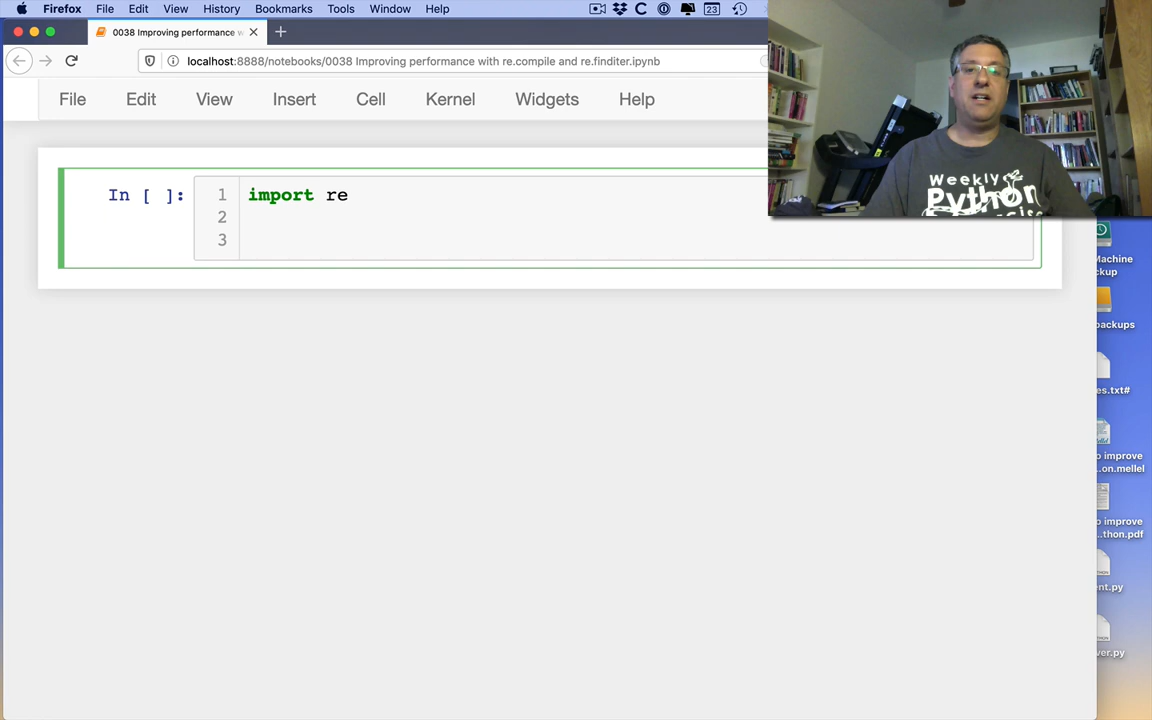 Firefox File Edit View History Bookmarks Tools Window Help 23
0038 Improving performance w
localhost:8888/notebooks/0038 Improving performance with re.compile and re.finditer.ipynb
File Edit View Insert Cell Kernel Widgets Help
In [ ]: 1 import re
2
3
Weekly
Python
Machine
ckup
backups
es.txt#
o improve
...on.mellel
o improve
..thon.pdf
ent.py
ver.py